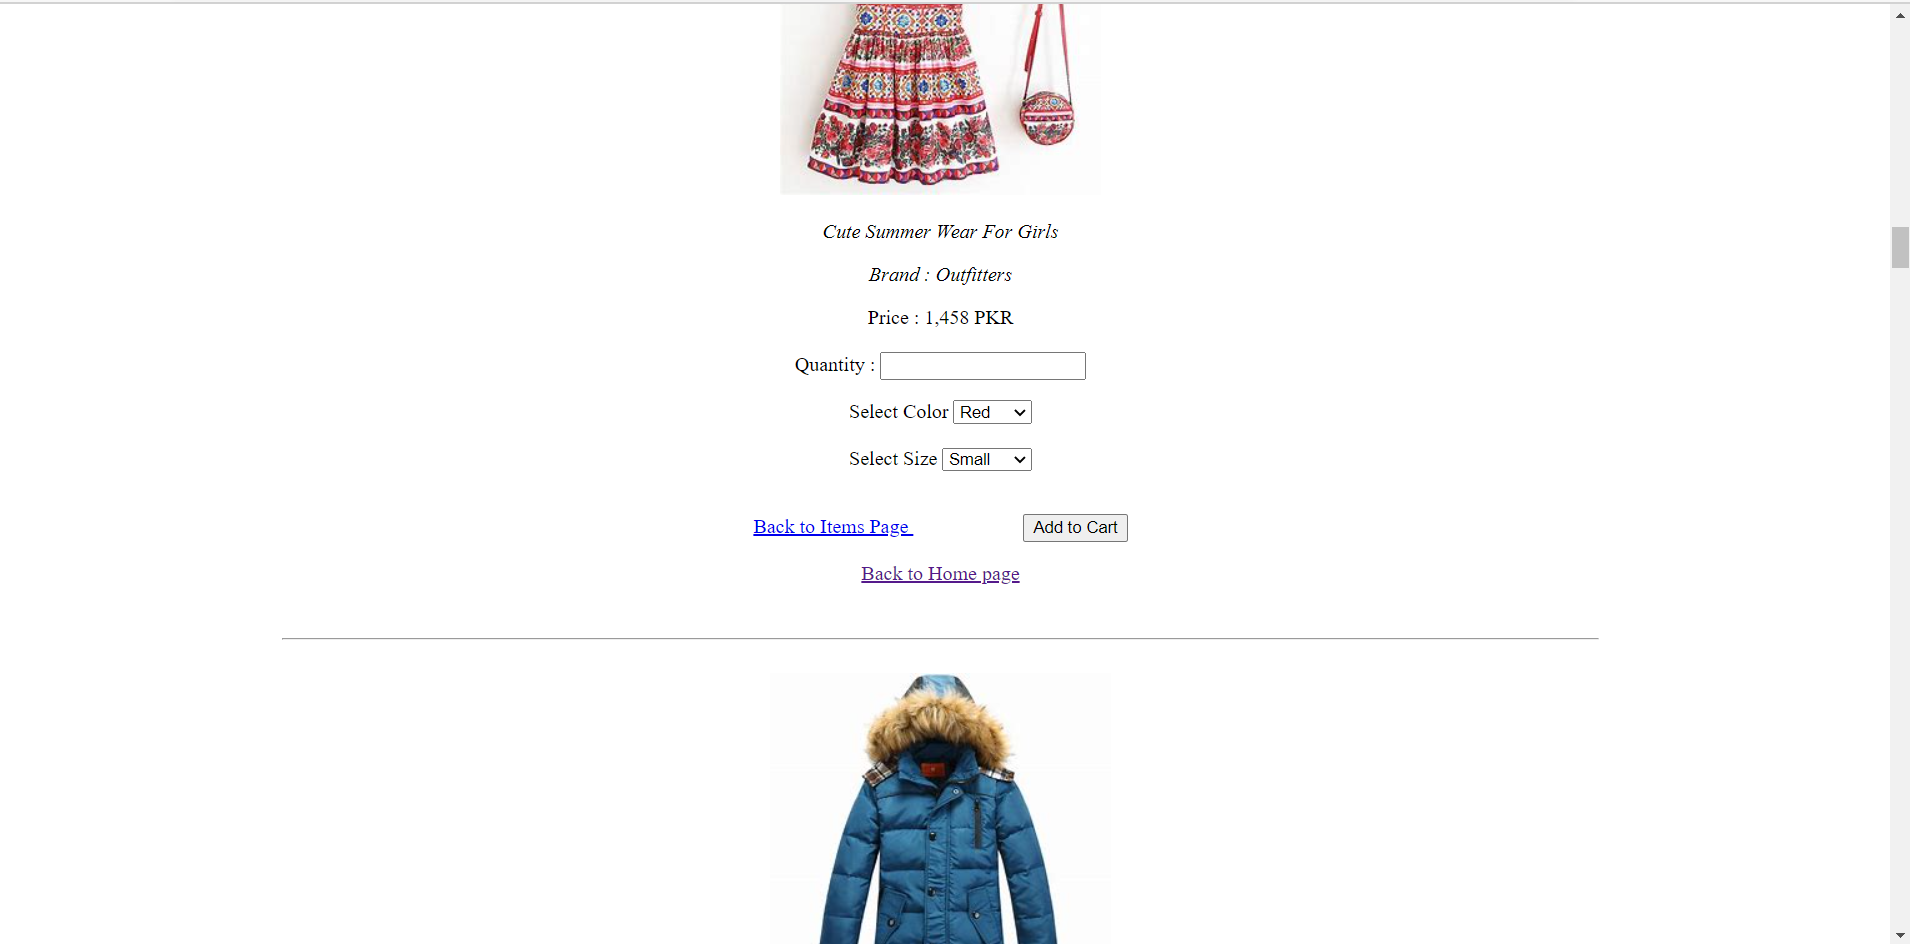 Cute Summer Wear For Girls
Brand : Outfitters
Price : 1,458 PKR
Quantity :
Select Color Red
Select Size Small
Back to Items Page Add to Cart
Back to Home page